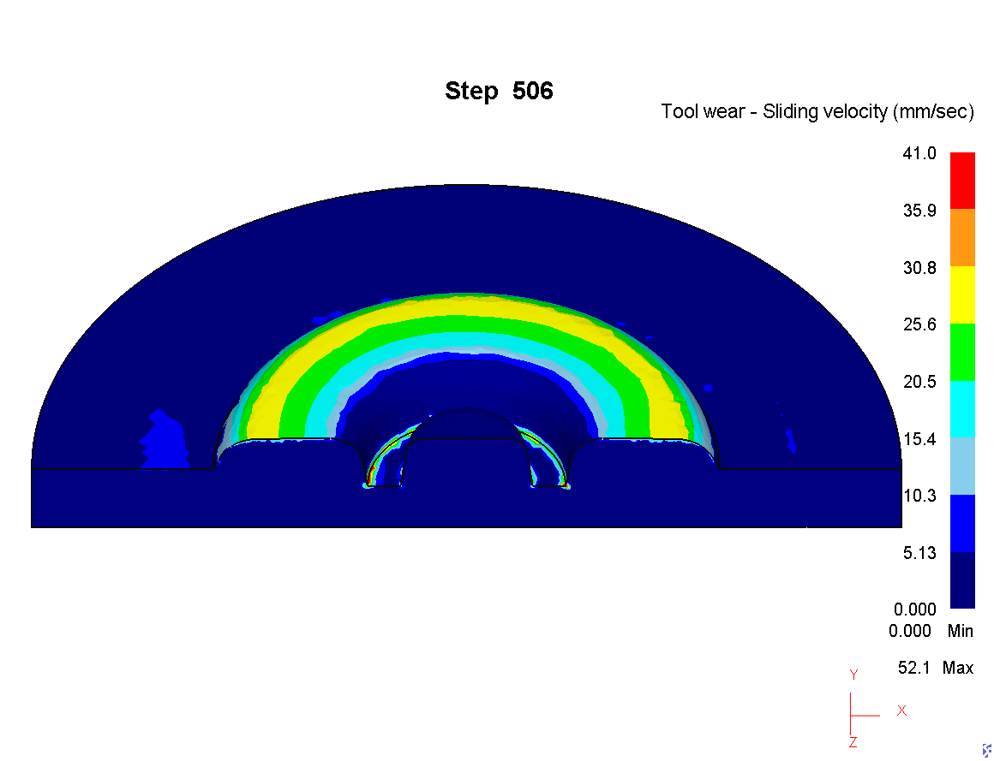 Step 506
Tool wear - Sliding velocity (mm/sec)
41.0
35.9
30.8
25.6
20.5
15.4
10.3
5.13
0.000
0.000 Min
52.1 Max
Y
X
Z